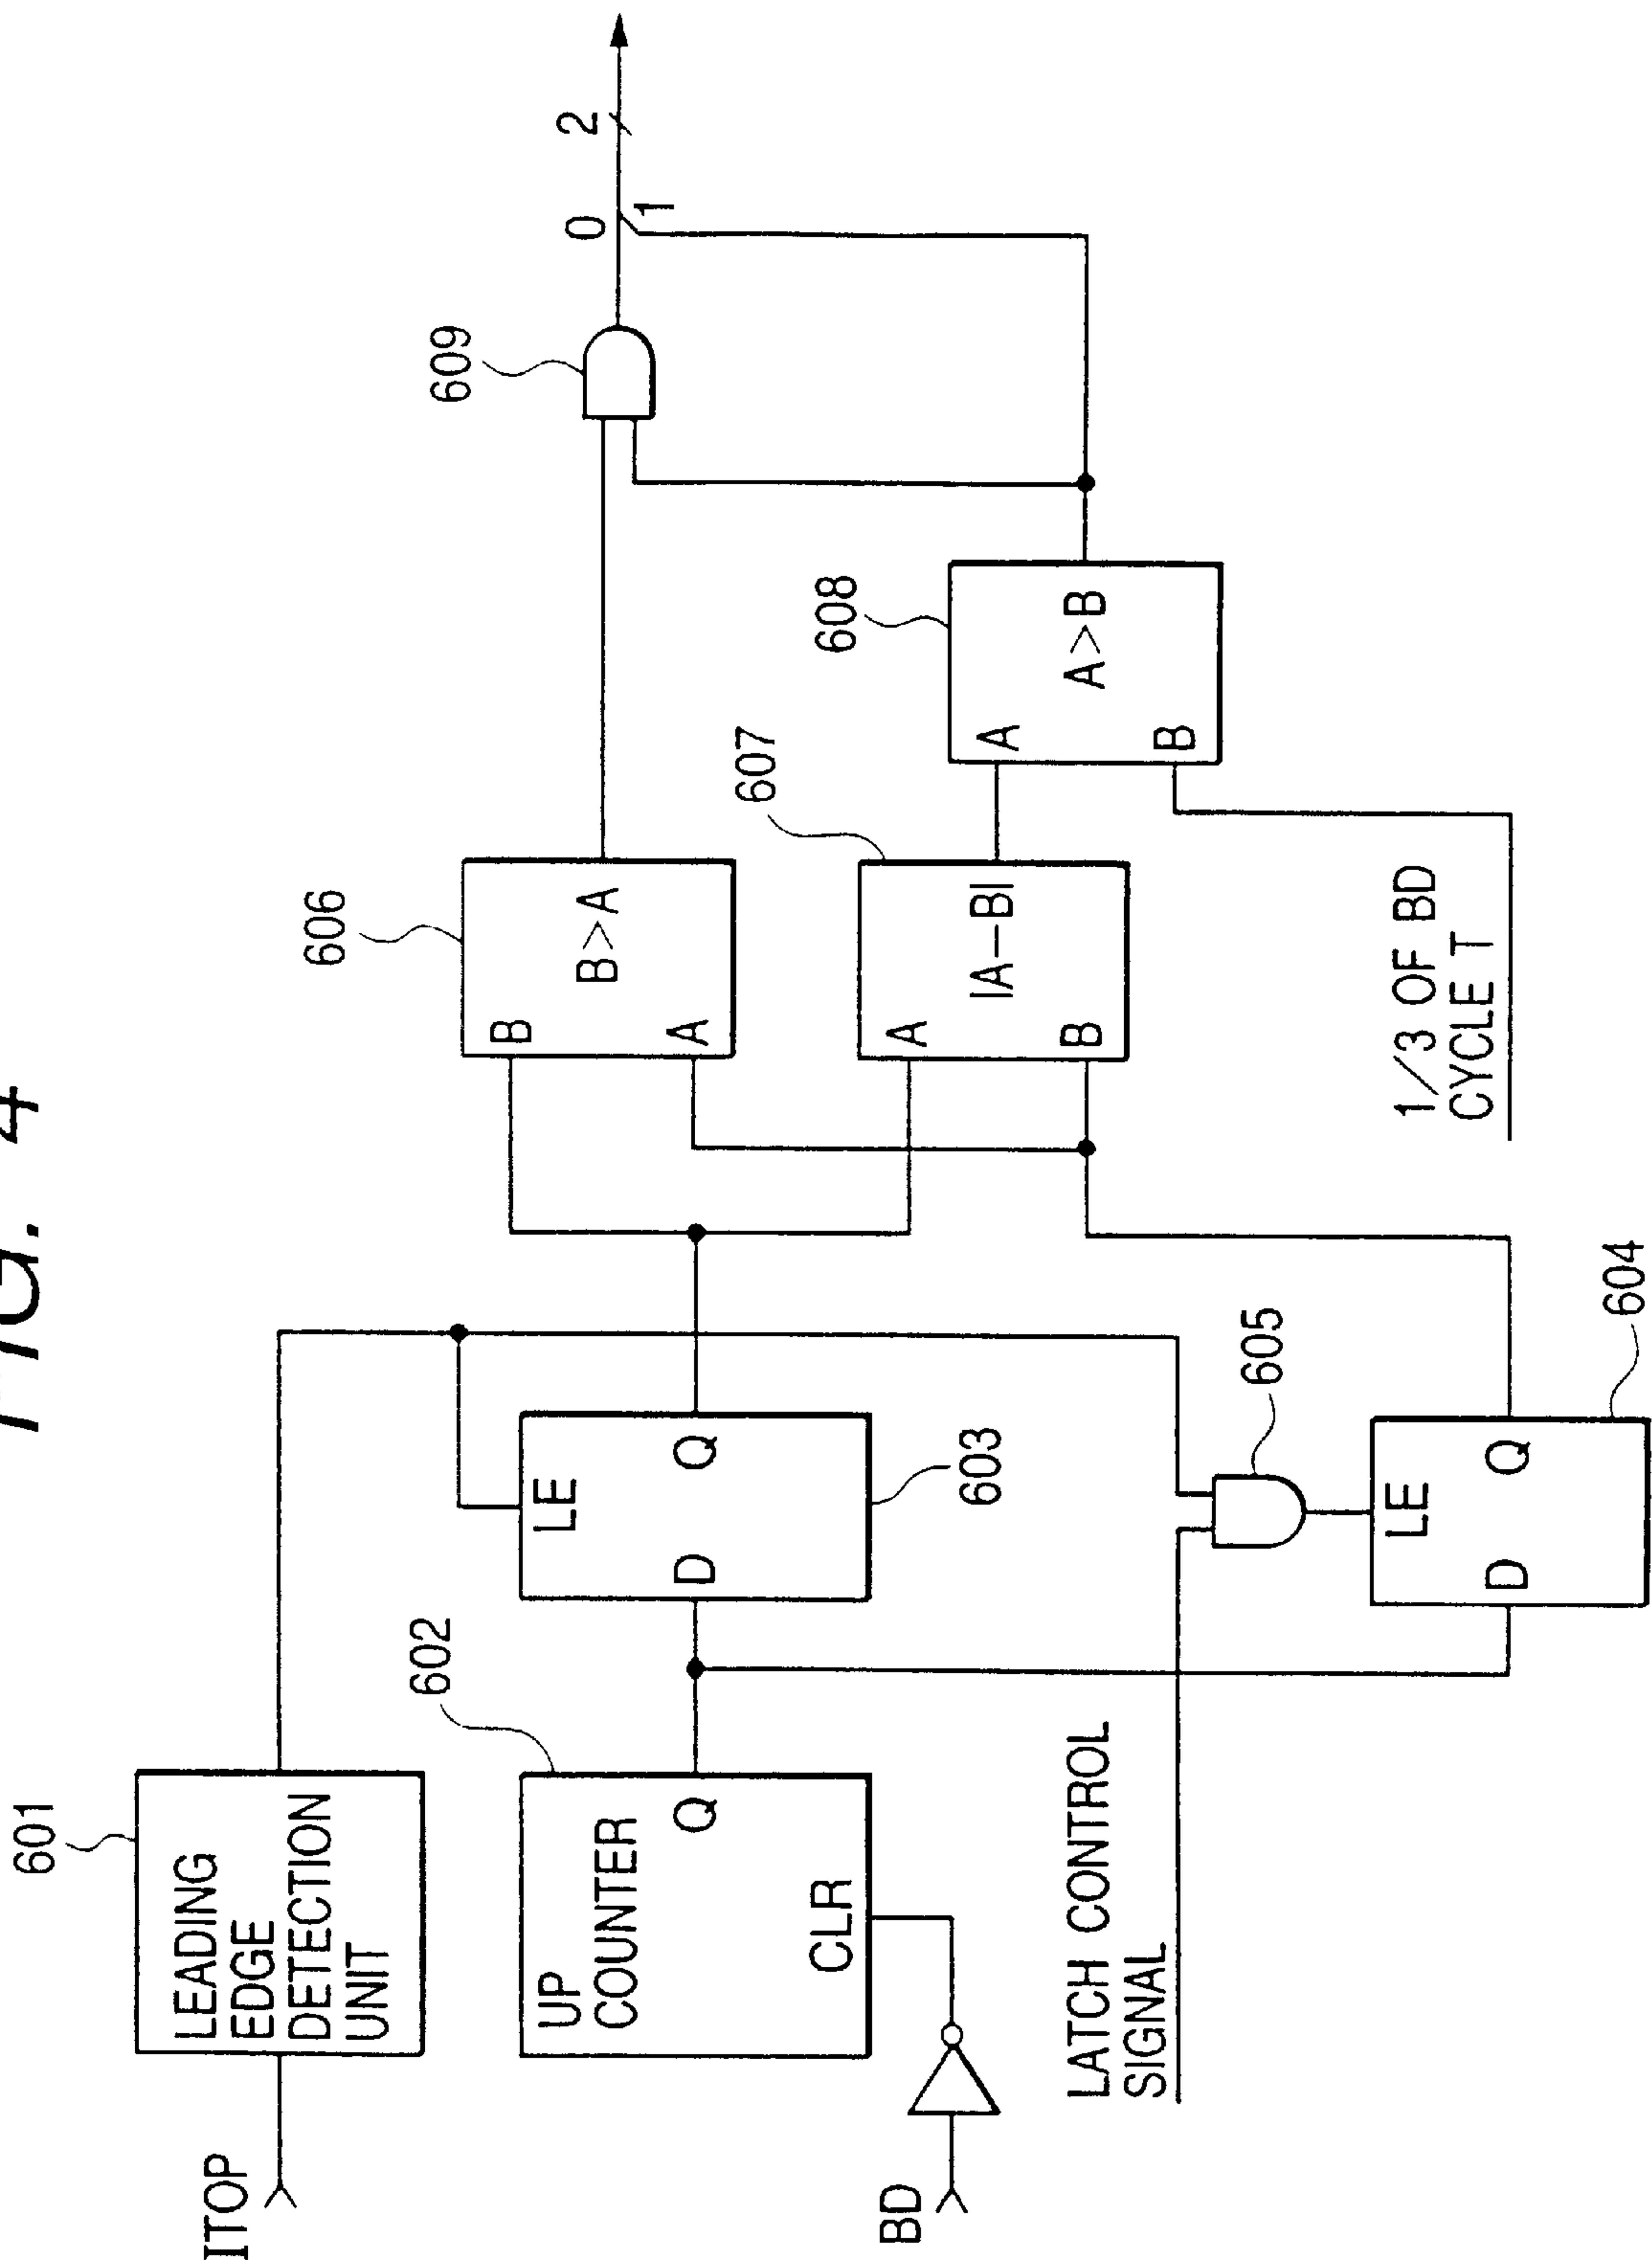 FIG. 4
ITOP
601
LEADING
EDGE
DETECTION
UNIT
BD
602
UP
COUNTER
Q
CLR
LATCH CONTROL
SIGNAL
LE
D
Q
603
605
LE
D
Q
604
606
B
A
B>A
607
A
B
|A-B|
1/3 OF BD
CYCLE T
608
A
B
A>B
609
0
1
2